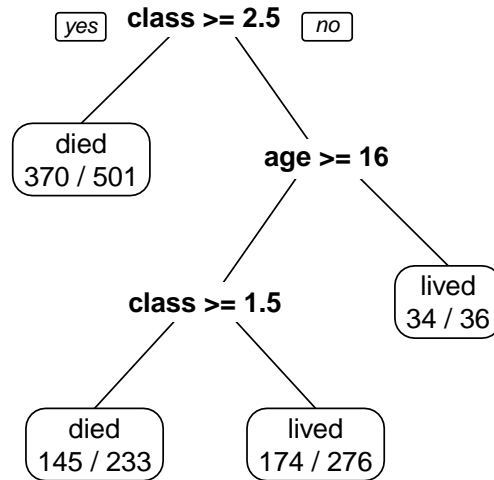 yes class >= 2.5 no
died
370 / 501
age >= 16
lived
34 / 36
class >= 1.5
died
145 / 233
lived
174 / 276